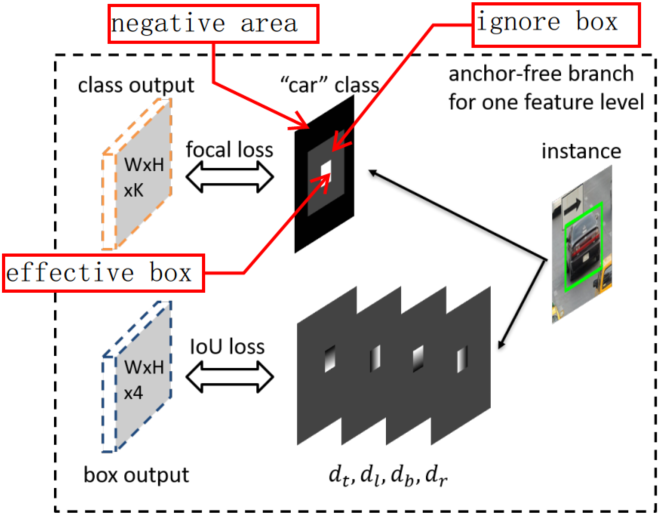 negative area
ignore box
class output
"car" class
anchor-free branch
for one feature level
WxH
xK
focal loss
instance
effective box
WxH
x4
IoU loss
box output
d_t, d_l, d_b, d_r